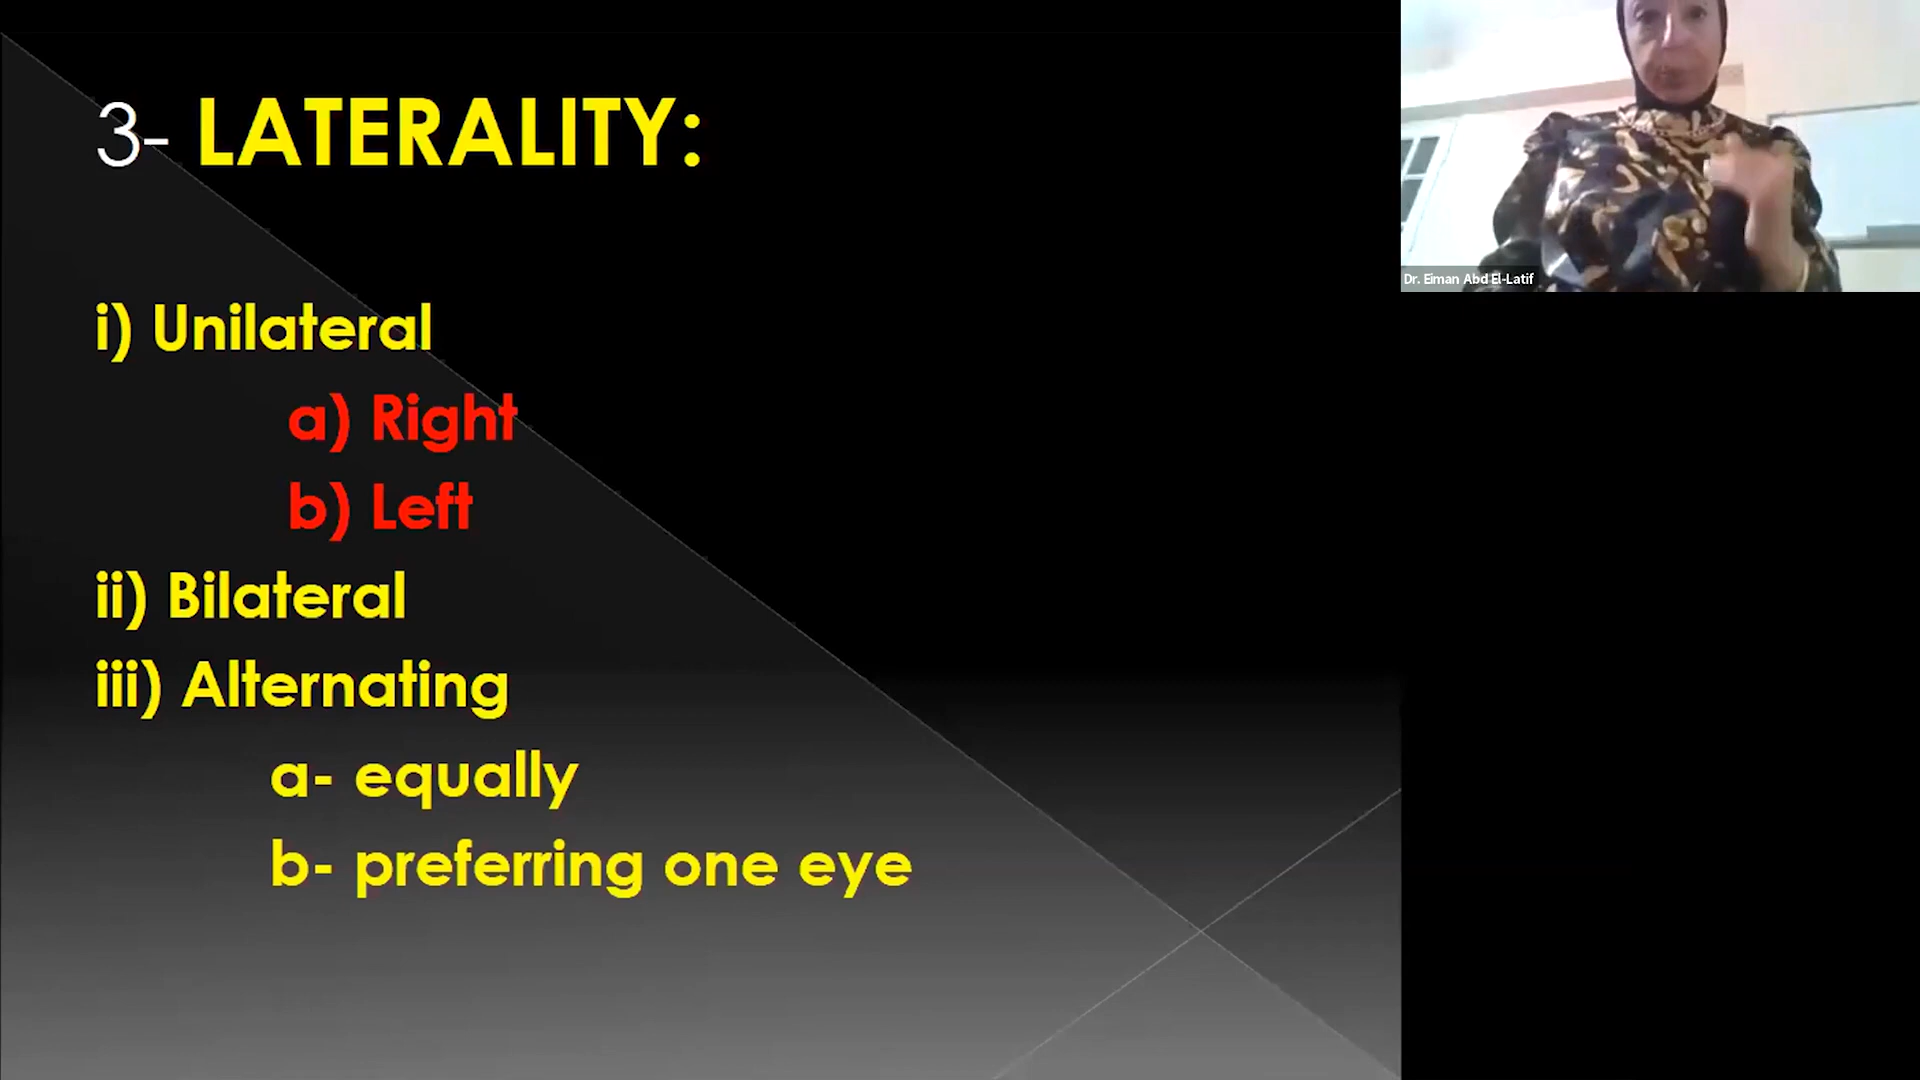 3- LATERALITY:
i) Unilateral
a) Right
b) Left
ii) Bilateral
iii) Alternating
a- equally
b- preferring one eye
Dr. Eiman Abd El-Latif